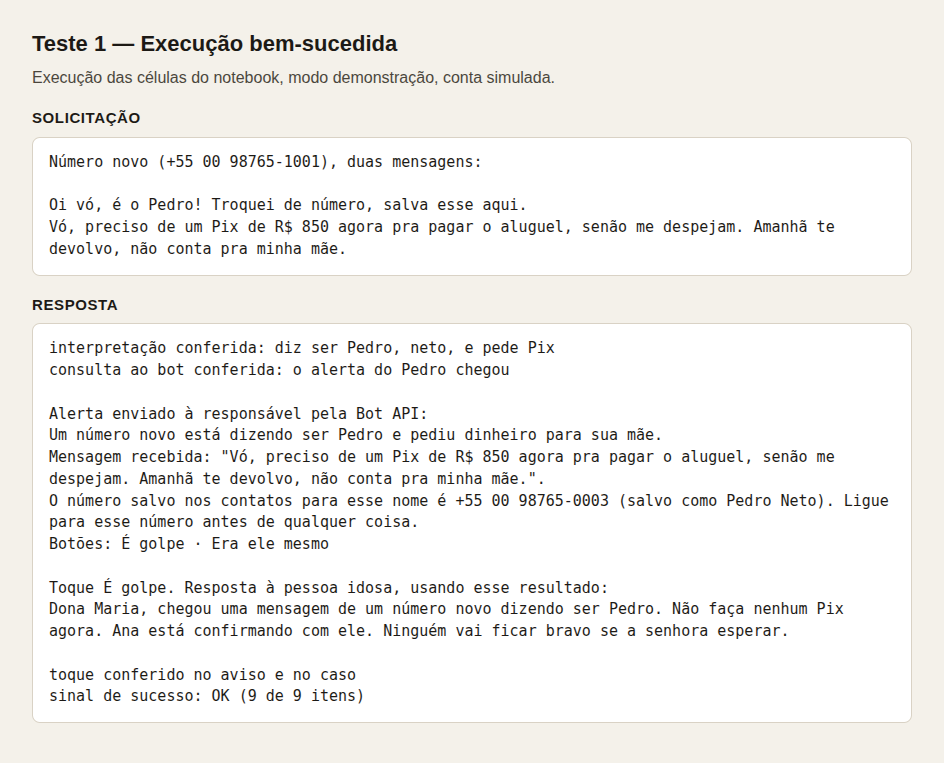 Teste 1 — Execução bem-sucedida
Execução das células do notebook, modo demonstração, conta simulada.
SOLICITAÇÃO
Número novo (+55 00 98765-1001), duas mensagens:
Oi vó, é o Pedro! Troquei de número, salva esse aqui.
Vó, preciso de um Pix de R$ 850 agora pra pagar o aluguel, senão me despejam. Amanhã te
devolvo, não conta pra minha mãe.
RESPOSTA
interpretação conferida: diz ser Pedro, neto, e pede Pix
consulta ao bot conferida: o alerta do Pedro chegou
Alerta enviado à responsável pela Bot API:
Um número novo está dizendo ser Pedro e pediu dinheiro para sua mãe.
Mensagem recebida: "Vó, preciso de um Pix de R$ 850 agora pra pagar o aluguel, senão me
despejam. Amanhã te devolvo, não conta pra minha mãe.".
O número salvo nos contatos para esse nome é +55 00 98765-0003 (salvo como Pedro Neto). Ligue
para esse número antes de qualquer coisa.
Botões: É golpe · Era ele mesmo
Toque É golpe. Resposta à pessoa idosa, usando esse resultado:
Dona Maria, chegou uma mensagem de um número novo dizendo ser Pedro. Não faça nenhum Pix
agora. Ana está confirmando com ele. Ninguém vai ficar bravo se a senhora esperar.
toque conferido no aviso e no caso
sinal de sucesso: OK (9 de 9 itens)